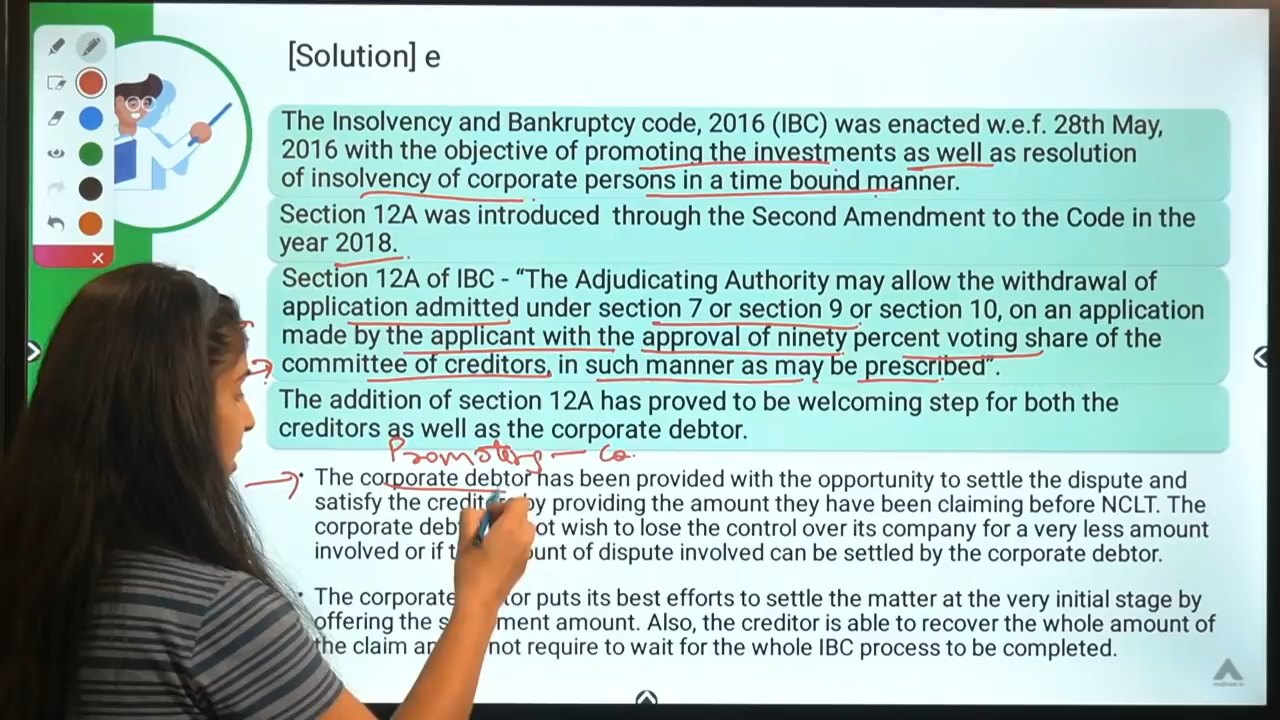 [Solution] e
The Insolvency and Bankruptcy code, 2016 (IBC) was enacted w.e.f. 28th May,
2016 with the objective of promoting the investments as well as resolution
of insolvency of corporate persons in a time bound manner.
Section 12A was introduced through the Second Amendment to the Code in the
year 2018.
Section 12A of IBC - “The Adjudicating Authority may allow the withdrawal of
application admitted under section 7 or section 9 or section 10, on an application
made by the applicant with the approval of ninety percent voting share of the
committee of creditors, in such manner as may be prescribed”.
The addition of section 12A has proved to be welcoming step for both the
creditors as well as the corporate debtor.
Promoters — Co.
• The corporate debtor has been provided with the opportunity to settle the dispute and
satisfy the by providing the amount they have been claiming before NCLT. The
corporate wish to lose the control over its company for a very less amount
involved or if of dispute involved can be settled by the corporate debtor.
• The corporate puts its best efforts to settle the matter at the very initial stage by
offering the amount. Also, the creditor is able to recover the whole amount of
the claim not require to wait for the whole IBC process to be completed.